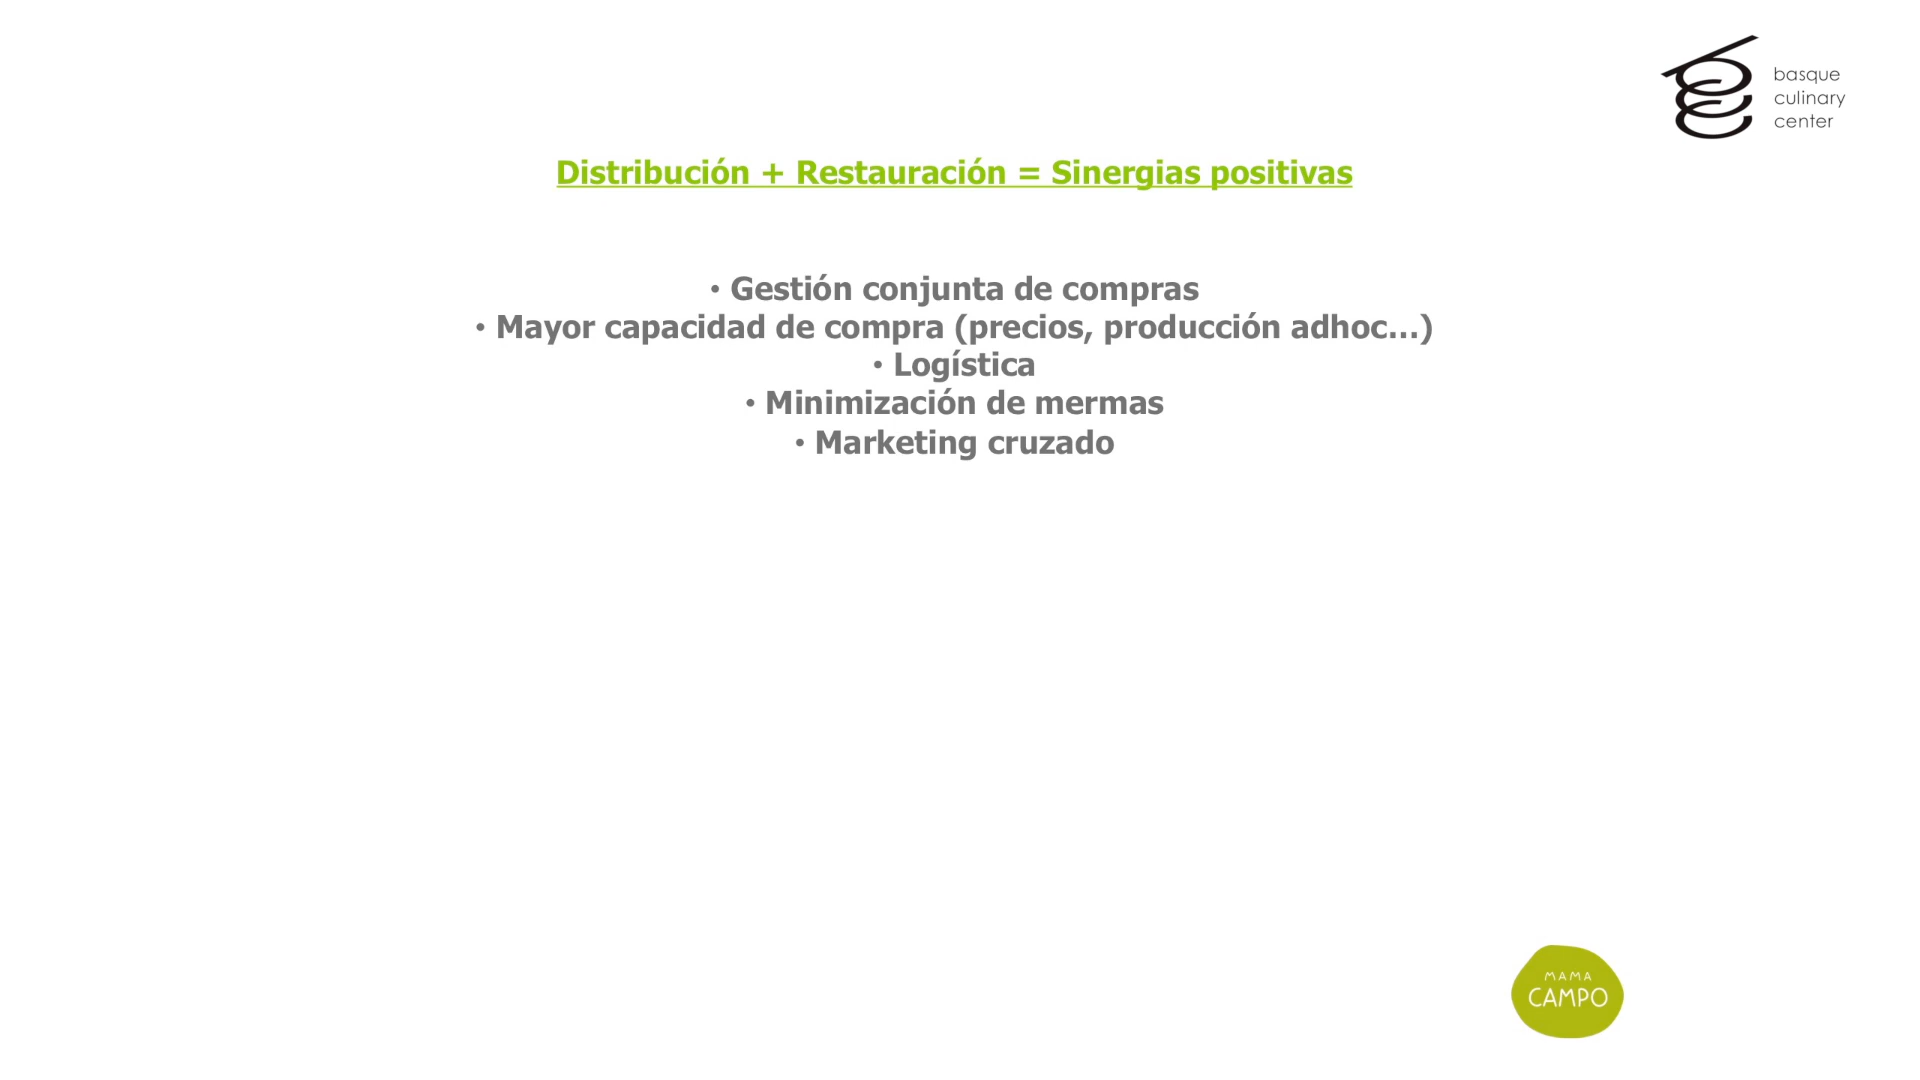 basque
culinary
center
Distribución + Restauración = Sinergias positivas
• Gestión conjunta de compras
• Mayor capacidad de compra (precios, producción adhoc...)
• Logística
• Minimización de mermas
• Marketing cruzado
MAMA
CAMPO